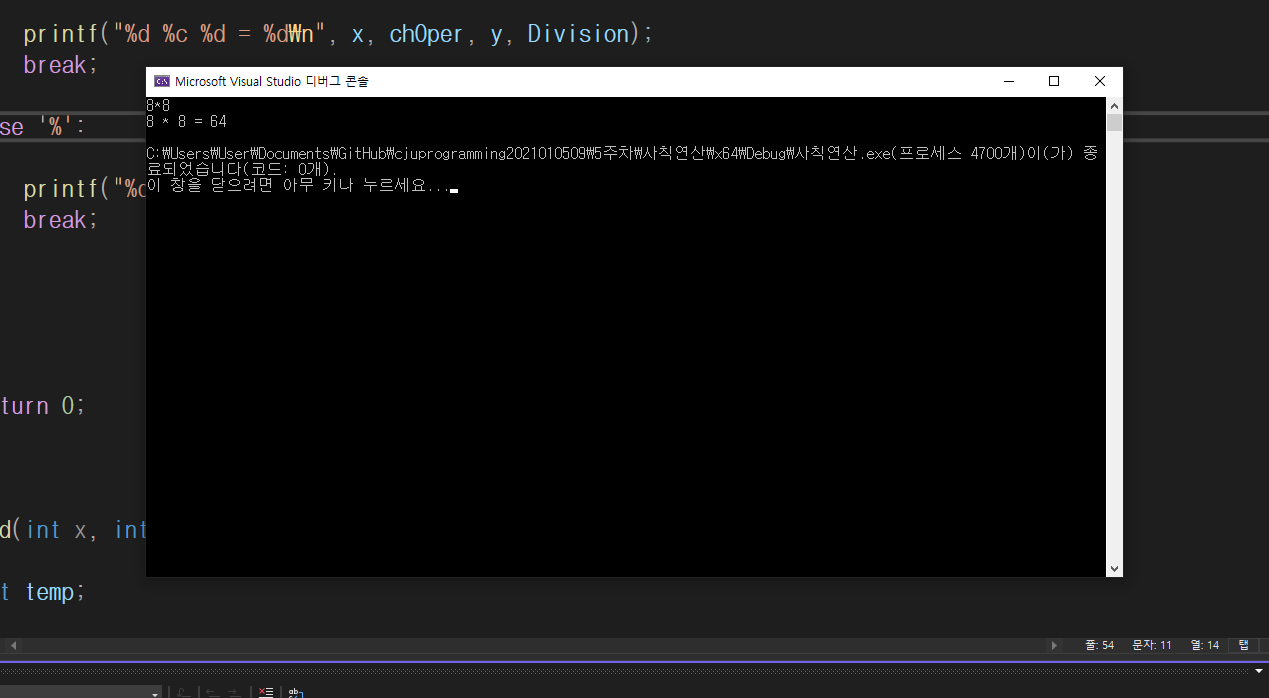 printf("%d %c %d = %d₩n", x, chOper, y, Division);
break;
Microsoft Visual Studio 디버그 콘솔
8*8
8 * 8 = 64
se '%':
C:₩Users₩User₩Documents₩GitHub₩cjuprogramming2021010509₩5주차₩사칙연산₩x64₩Debug₩사칙연산.exe(프로세스 4700개)이(가) 종
료되었습니다(코드: 0개).
이 창을 닫으려면 아무 키나 누르세요...
printf("%d
break;
turn 0;
d(int x, int
t temp;
줄: 54 문자: 11 열: 14 탭